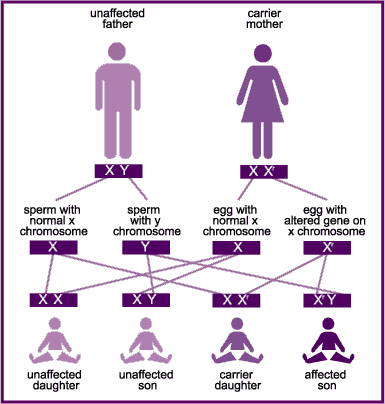 unaffected
father
carrier
mother
X Y
X Xʳ
sperm with
normal x
chromosome
sperm
with y
chromosome
egg with
normal x
chromosome
egg with
altered gene on
x chromosome
X
Y
X
Xʳ
X X
X Y
X Xʳ
XʳY
unaffected
daughter
unaffected
son
carrier
daughter
affected
son